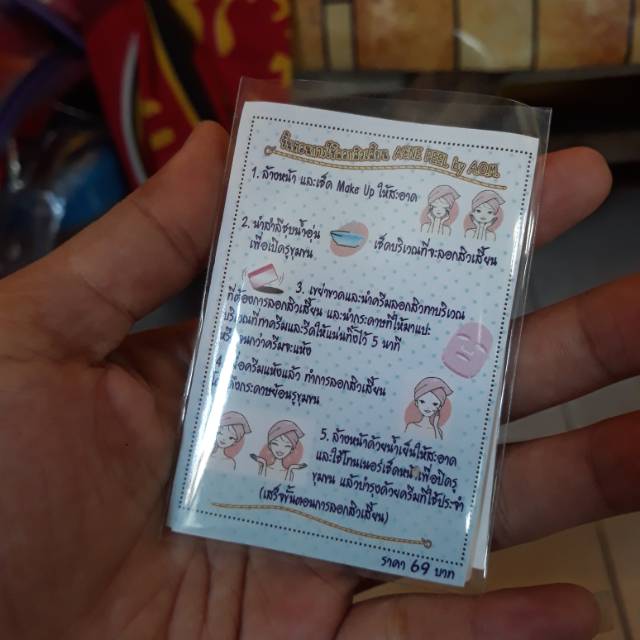 ขั้นตอนการใช้ครีมลอกสิวเสี้ยน ACNE PEEL by AOM.
1. ล้างหน้า และเช็ด Make Up ให้สะอาด
2. นำสำลีชุบน้ำอุ่น เช็ดบริเวณที่จะลอกสิวเสี้ยน
เพื่อเปิดรูขุมขน
3. เขย่าขวดและนำครีมลอกสิวทาบริเวณ
ที่ต้องการลอกสิวเสี้ยน และนำกระดาษที่ให้มาแปะ
บริเวณที่ทาครีมและรีดให้แน่นทิ้งไว้ 5 นาที
หรือจนกว่าครีมจะแห้ง
4. เมื่อครีมแห้งแล้ว ทำการลอกสิวเสี้ยน
ดึงกระดาษย้อนรูขุมขน
5. ล้างหน้าด้วยน้ำเย็นให้สะอาด
และใช้โทนเนอร์เช็ดหน้าเพื่อปิดรู
ขุมขน แล้วบำรุงด้วยครีมที่ใช้ประจำ
(เสร็จขั้นตอนการลอกสิวเสี้ยน)
ราคา 69 บาท